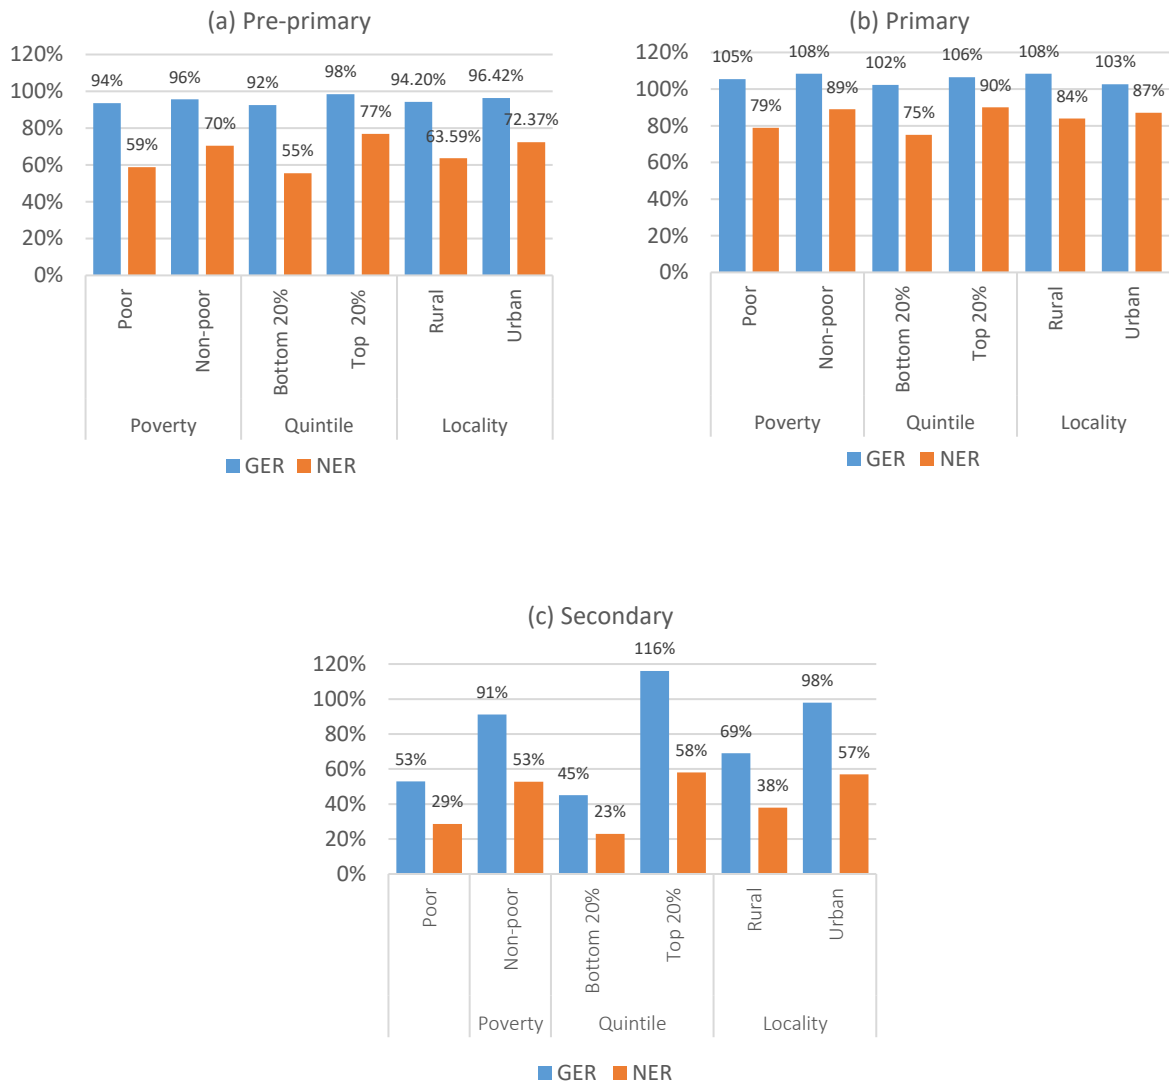 (a) Pre-primary
120%
100%
80%
60%
40%
20%
0%
94%
59%
96%
70%
92%
55%
98%
77%
94.20%
63.59%
96.42%
72.37%
Poor
Non-poor
Bottom 20%
Top 20%
Rural
Urban
Poverty
Quintile
Locality
GER NER
(b) Primary
120%
100%
80%
60%
40%
20%
0%
105%
79%
108%
89%
102%
75%
106%
90%
108%
84%
103%
87%
Poor
Non-poor
Bottom 20%
Top 20%
Rural
Urban
Poverty
Quintile
Locality
GER NER
(c) Secondary
120%
100%
80%
60%
40%
20%
0%
53%
29%
91%
53%
45%
23%
116%
58%
69%
38%
98%
57%
Poor
Non-poor
Bottom 20%
Top 20%
Rural
Urban
Poverty
Quintile
Locality
GER NER